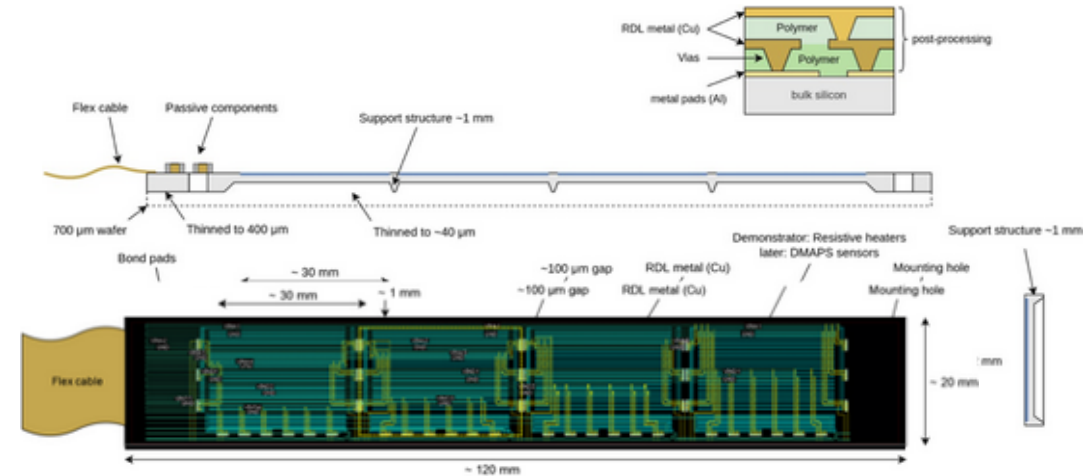 RDL metal (Cu)
Polymer
post-processing
Vias
Polymer
metal pads (Al)
bulk silicon
Flex cable
Passive components
Support structure ~1 mm
700 µm wafer
Thinned to 400 µm
Thinned to ~40 µm
Demonstrator: Resistive heaters
later: DMAPS sensors
Support structure ~1 mm
Bond pads
~ 30 mm
~100 µm gap
RDL metal (Cu)
Mounting hole
~ 30 mm
~ 1 mm
~100 µm gap
RDL metal (Cu)
Mounting hole
Flex cable
mm
~ 20 mm
~ 120 mm